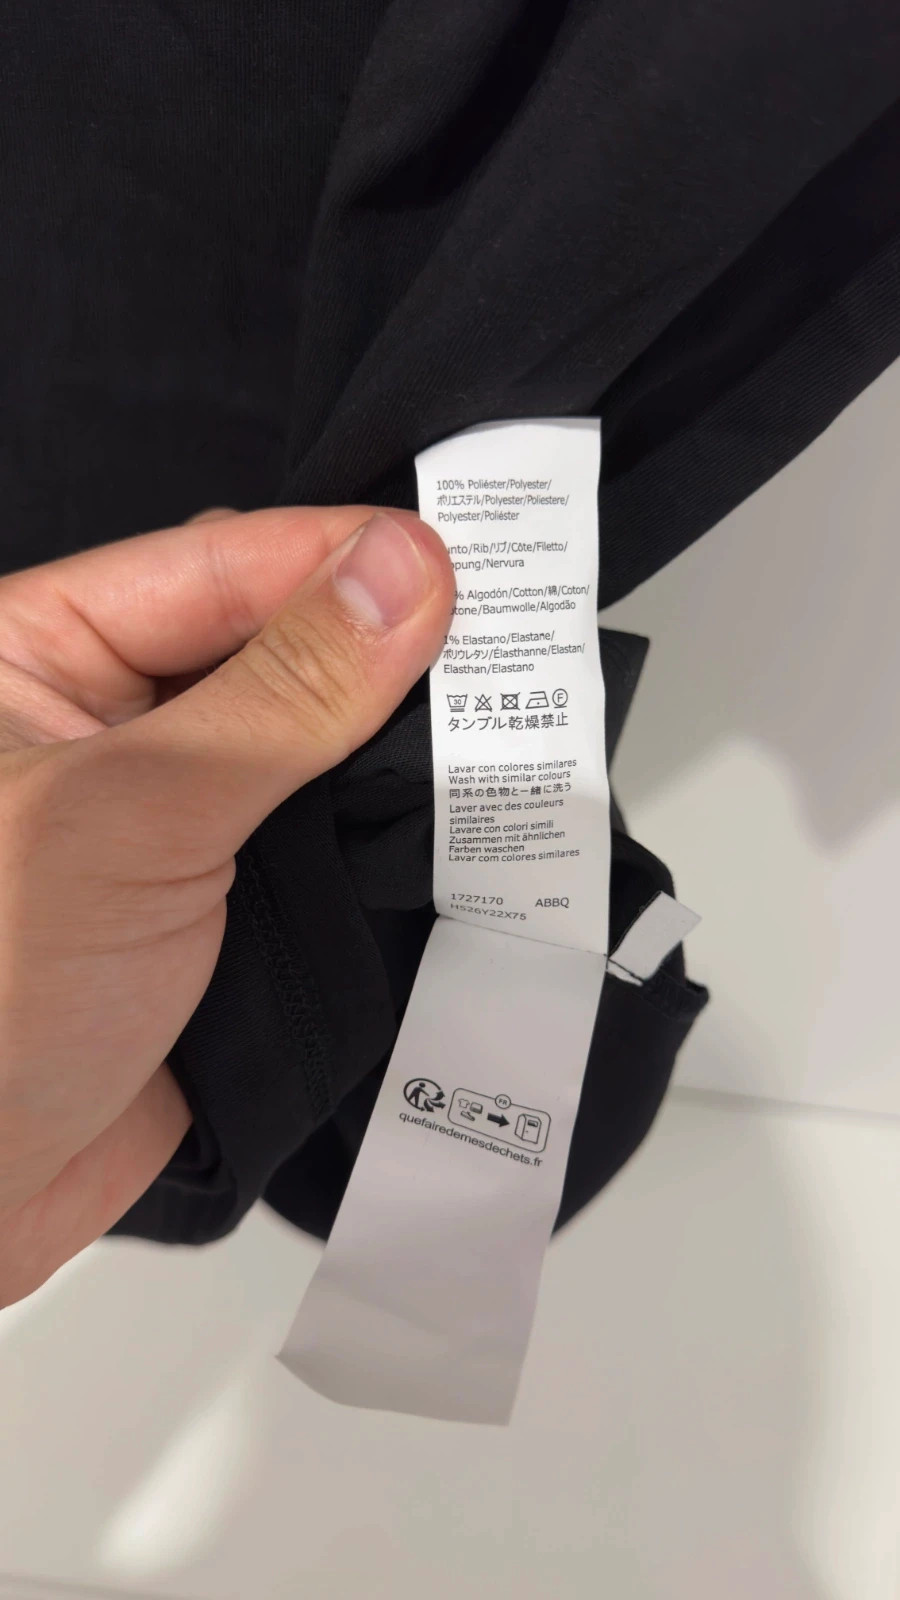 100% Poliéster/Polyester/
ポリエステル/Polyester/Poliestere/
Polyester/Poliéster
/Rib/リブ/Côte/Filetto/
/Nervura
% Algodón/Cotton/綿/Coton/
/Baumwolle/Algodão
1% Elastano/Elastane/
ポリウレタン/Élasthanne/Elastan/
Elasthan/Elastano
30
F
タンブル乾燥禁止
Lavar con colores similares
Wash with similar colours
同系の色物と一緒に洗う
Laver avec des couleurs
similaires
Lavare con colori simili
Zusammen mit ähnlichen
Farben waschen
Lavar com colores similares
1727170 ABBQ
HS26Y22X75
FR
quefairedemesdechets.fr